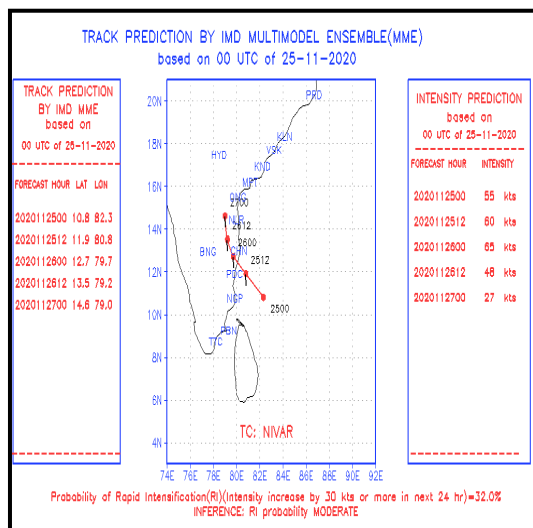 TRACK PREDICTION BY IMD MULTIMODEL ENSEMBLE(MME)
based on 00 UTC of 25-11-2020
TRACK PREDICTION
BY IMD MME
based on
00 UTC of 25-11-2020
FORECAST HOUR LAT LON
2020112500 10.8 82.3
2020112512 11.9 80.8
2020112600 12.7 79.7
2020112612 13.5 79.2
2020112700 14.6 79.0
20N
18N
16N
14N
12N
10N
8N
6N
4N
74E 76E 78E 80E 82E 84E 86E 88E 90E 92E
PRD
KLN
VSK
HYD
KND
MPT
ONG
2700
NLR
2612
2600
BNG CHN
2512
PDC
NGP
2500
PBN
TTC
TC: NIVAR
INTENSITY PREDICTION
based on
00 UTC of 25-11-2020
FORECAST HOUR INTENSITY
2020112500 55 kts
2020112512 60 kts
2020112600 65 kts
2020112612 48 kts
2020112700 27 kts
Probability of Rapid Intensification(RI)(Intensity increase by 30 kts or more in next 24 hr)=32.0%
INFERENCE: RI probability MODERATE